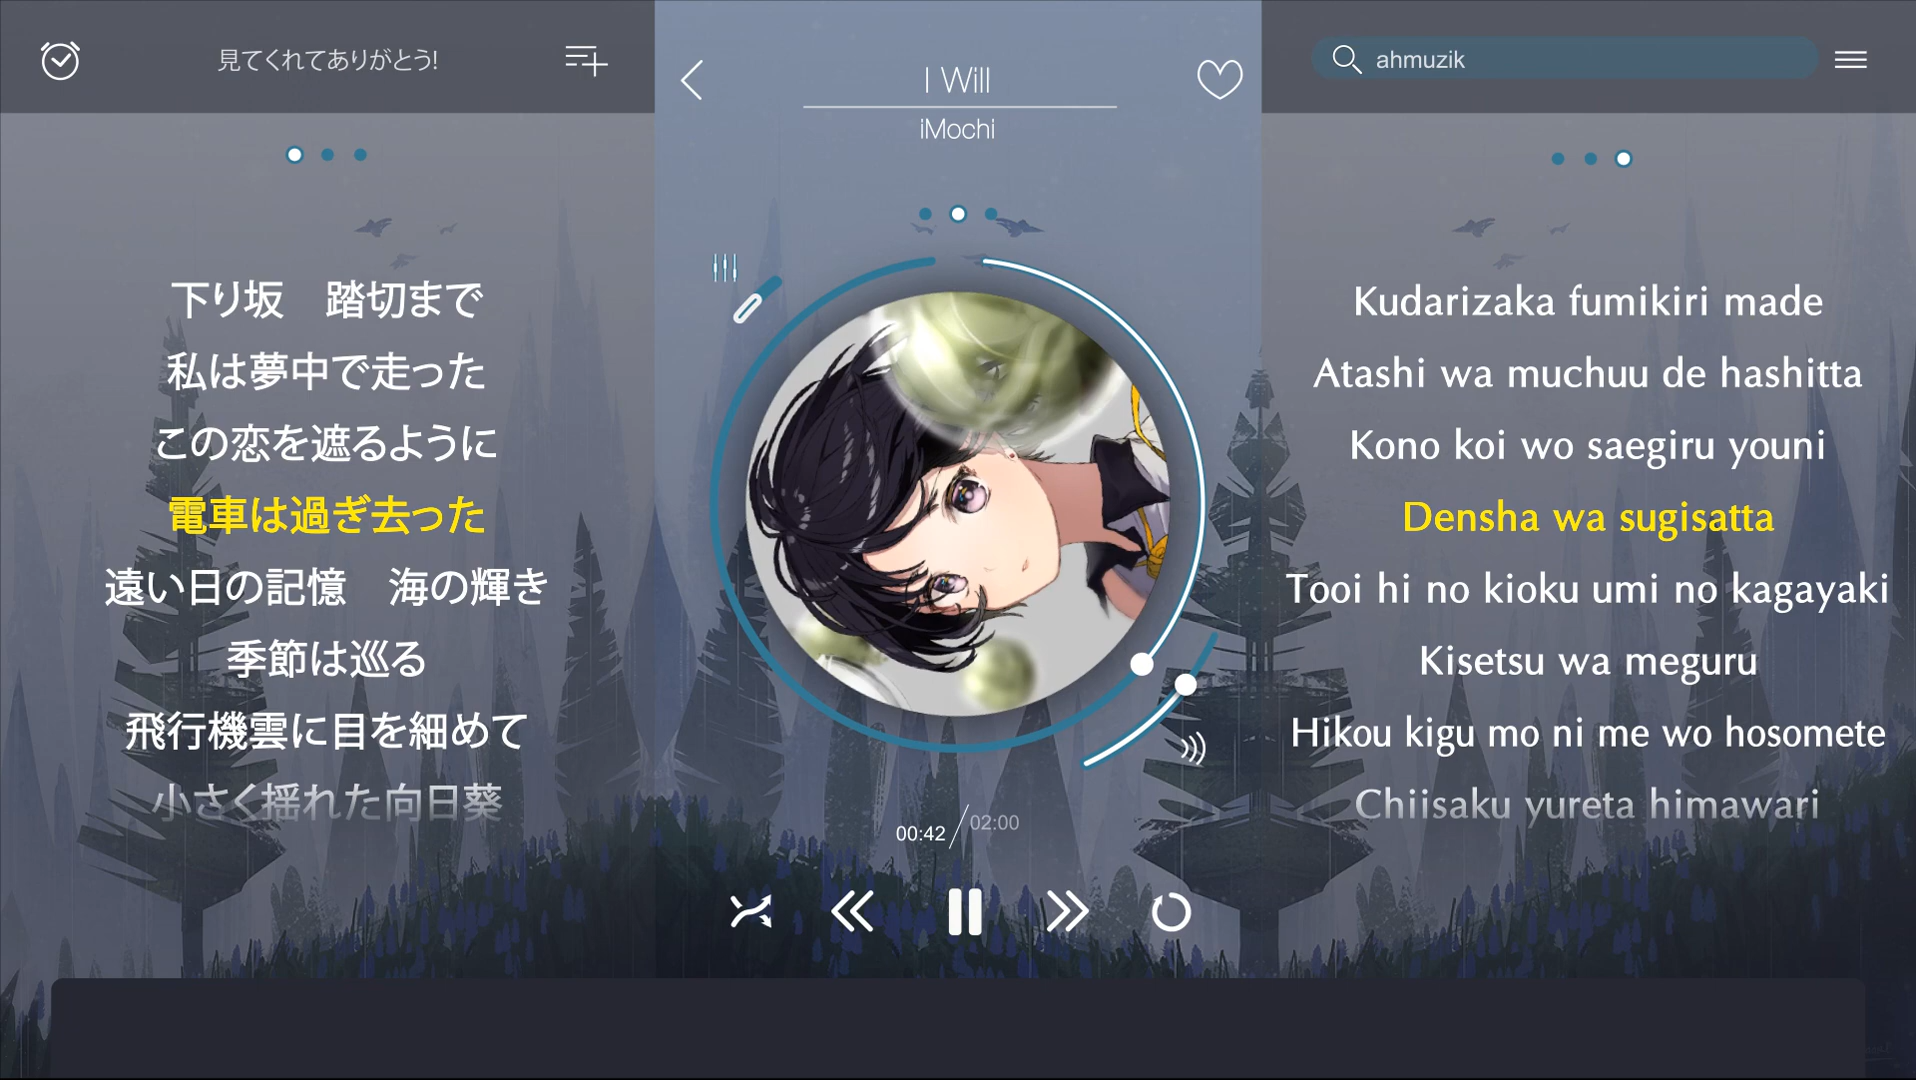 見てくれてありがとう!
下り坂　踏切まで
私は夢中で走った
この恋を遮るように
電車は過ぎ去った
遠い日の記憶　海の輝き
季節は巡る
飛行機雲に目を細めて
小さく揺れた向日葵
I Will
iMochi
00:42/02:00
ahmuzik
Kudarizaka fumikiri made
Atashi wa muchuu de hashitta
Kono koi wo saegiru youni
Densha wa sugisatta
Tooi hi no kioku umi no kagayaki
Kisetsu wa meguru
Hikou kigu mo ni me wo hosomete
Chiisaku yureta himawari